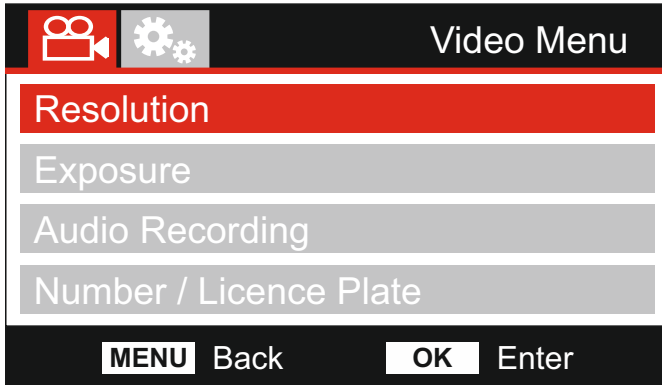 Video Menu
Resolution
Exposure
Audio Recording
Number / Licence Plate
MENU Back OK Enter